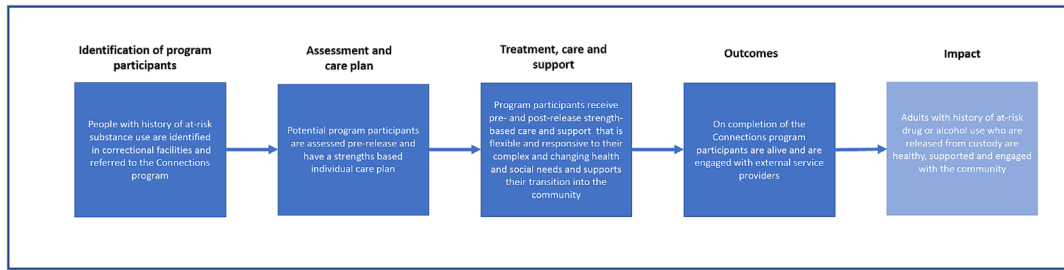 Identification of program
participants
People with history of at-risk
substance use are identified
in correctional facilities and
referred to the Connections
program
Assessment and
care plan
Potential program participants
are assessed pre-release and
have a strengths based
individual care plan
Treatment, care and
support
Program participants receive
pre- and post-release strength-
based care and support that is
flexible and responsive to their
complex and changing health
and social needs and supports
their transition into the
community
Outcomes
On completion of the
Connections program
participants are alive and are
engaged with external service
providers
Impact
Adults with history of at-risk
drug or alcohol use who are
released from custody are
healthy, supported and engaged
with the community